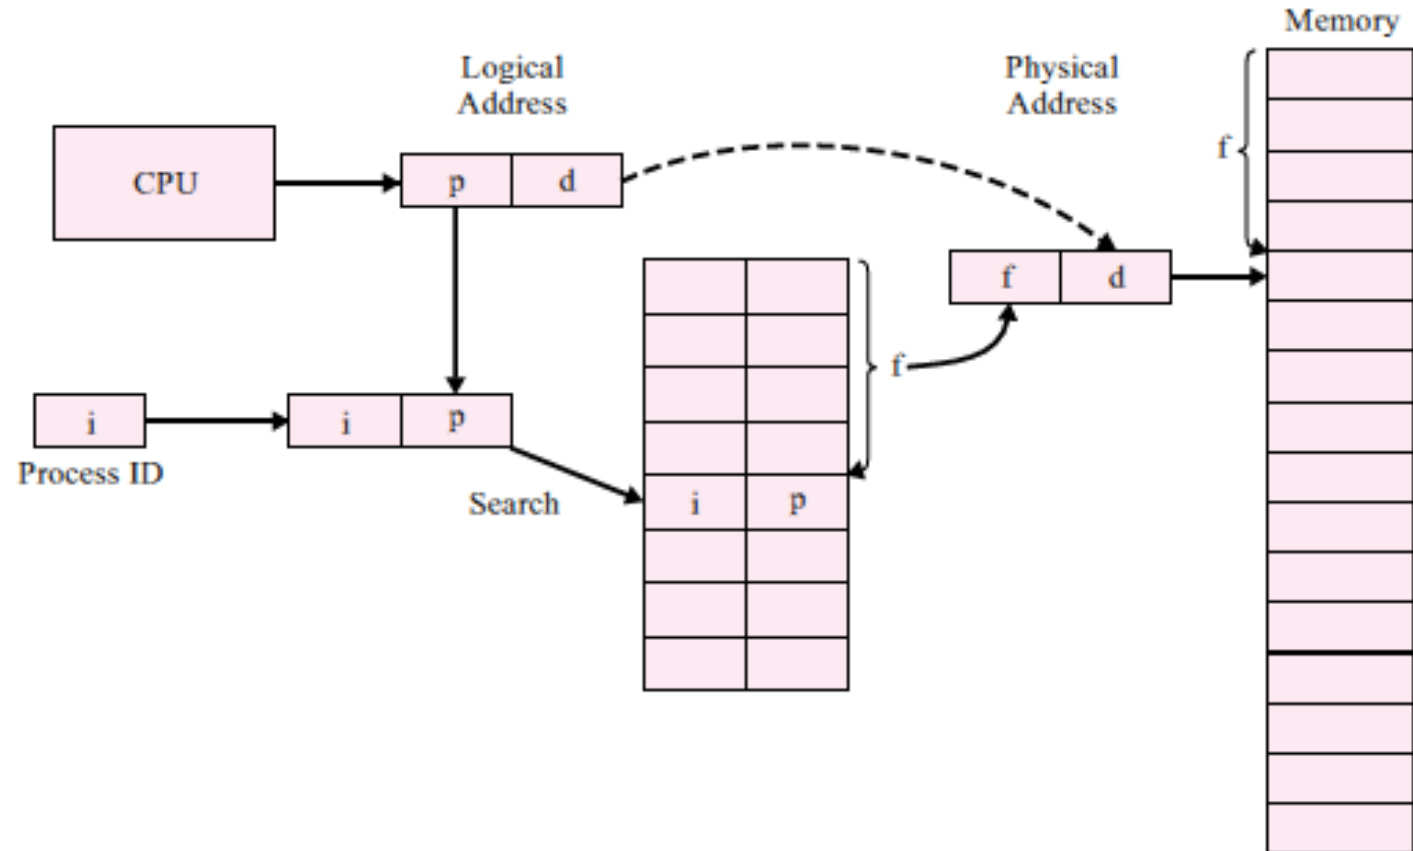 Memory
Logical
Address
Physical
Address
f
CPU
p d
f d
f
i
i p
Process ID
Search
i p